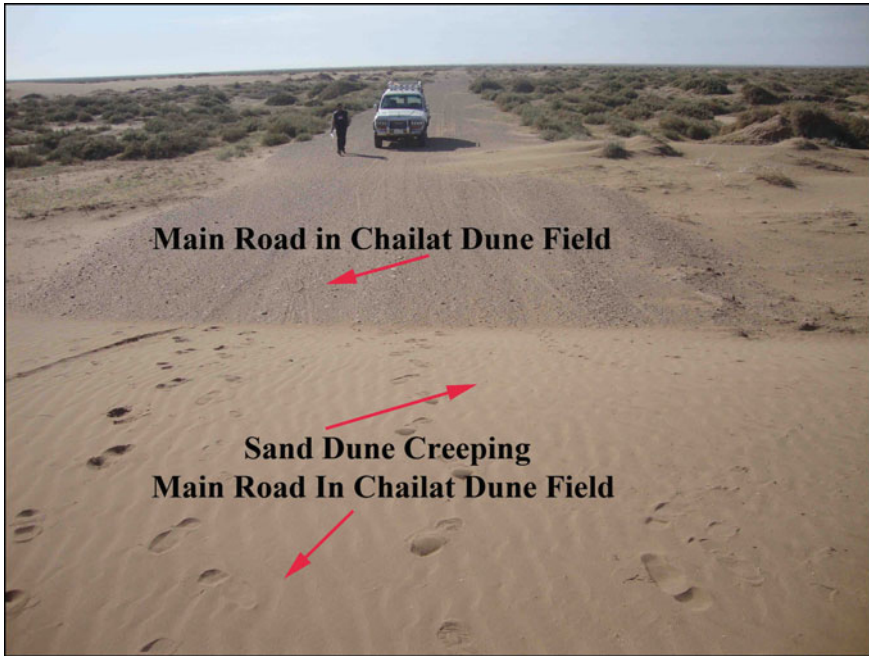 Main Road in Chailat Dune Field
Sand Dune Creeping
Main Road In Chailat Dune Field